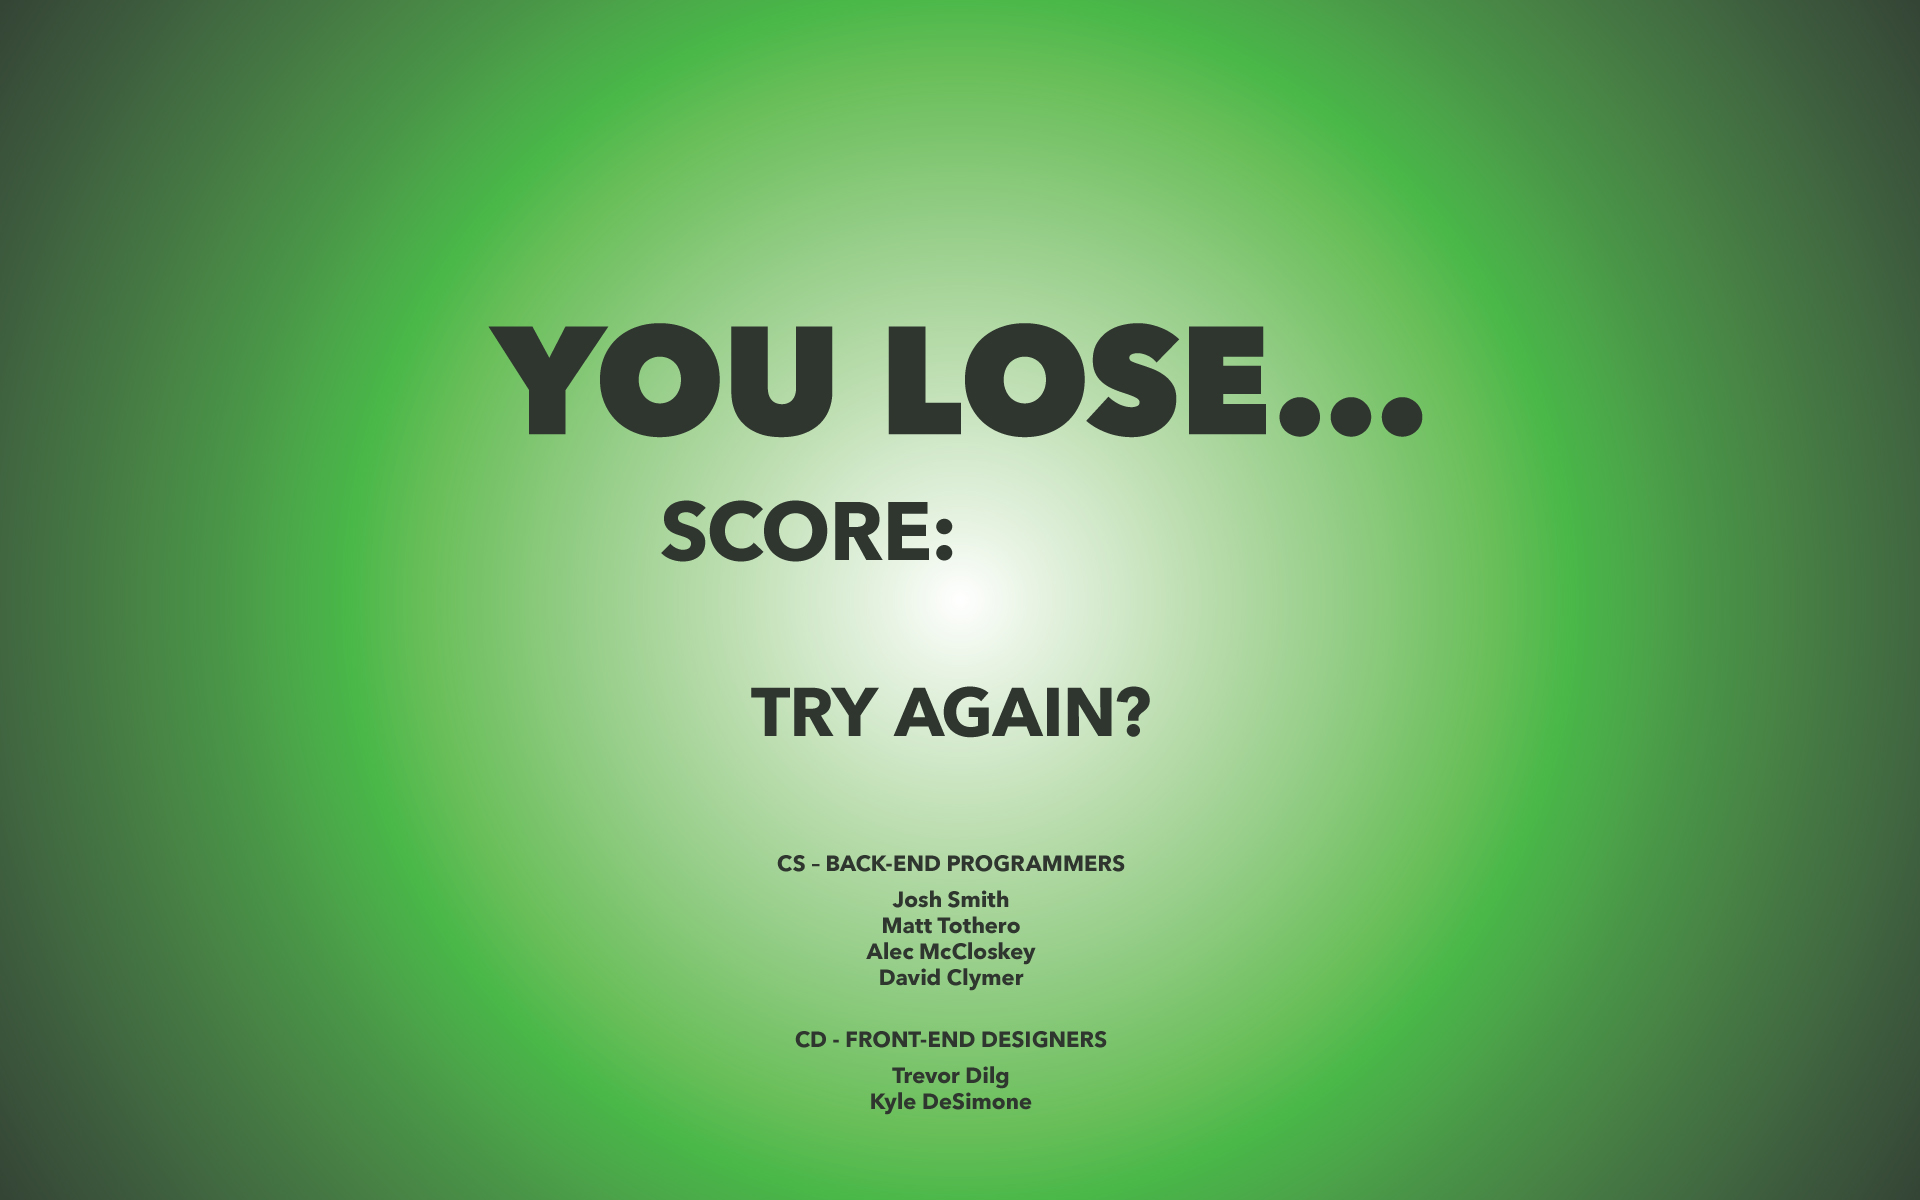 YOU LOSE...
SCORE:
TRY AGAIN?
CS – BACK-END PROGRAMMERS
Josh Smith
Matt Tothero
Alec McCloskey
David Clymer
CD - FRONT-END DESIGNERS
Trevor Dilg
Kyle DeSimone